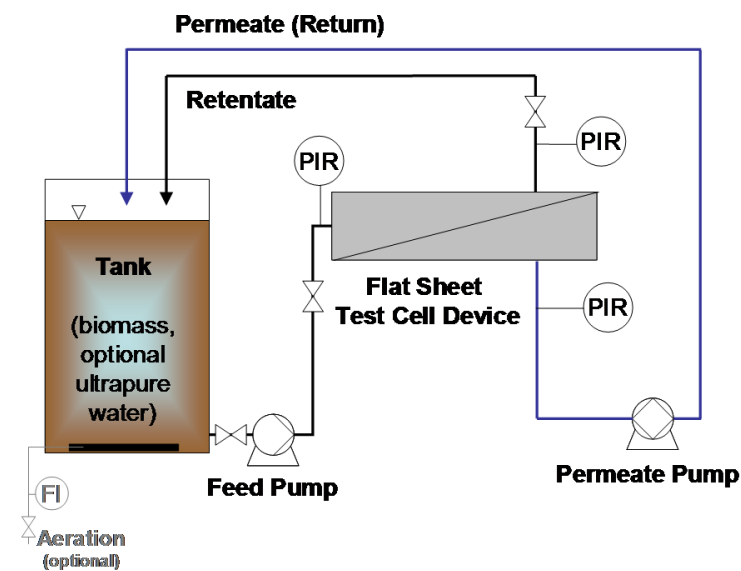 Permeate (Return)
Retentate
PIR
PIR
Tank
(biomass,
optional
ultrapure
water)
Flat Sheet
Test Cell Device
PIR
Feed Pump
Permeate Pump
FI
Aeration
(optional)